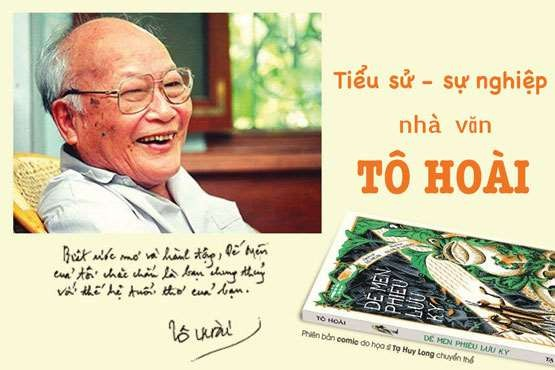 Tiểu sử - sự nghiệp
nhà văn
TÔ HOÀI
Biết ước mơ và hành động, Dế Mèn
của tôi chắc chắn là bạn chung thuỷ
với thế hệ tuổi thơ của bạn.
Tô Hoài
DẾ MÈN
PHIÊU
LƯU
KÝ
TÔ HOÀI
DẾ MÈN PHIÊU LƯU KÝ
Phiên bản comic do họa sĩ Tạ Huy Long chuyển thể